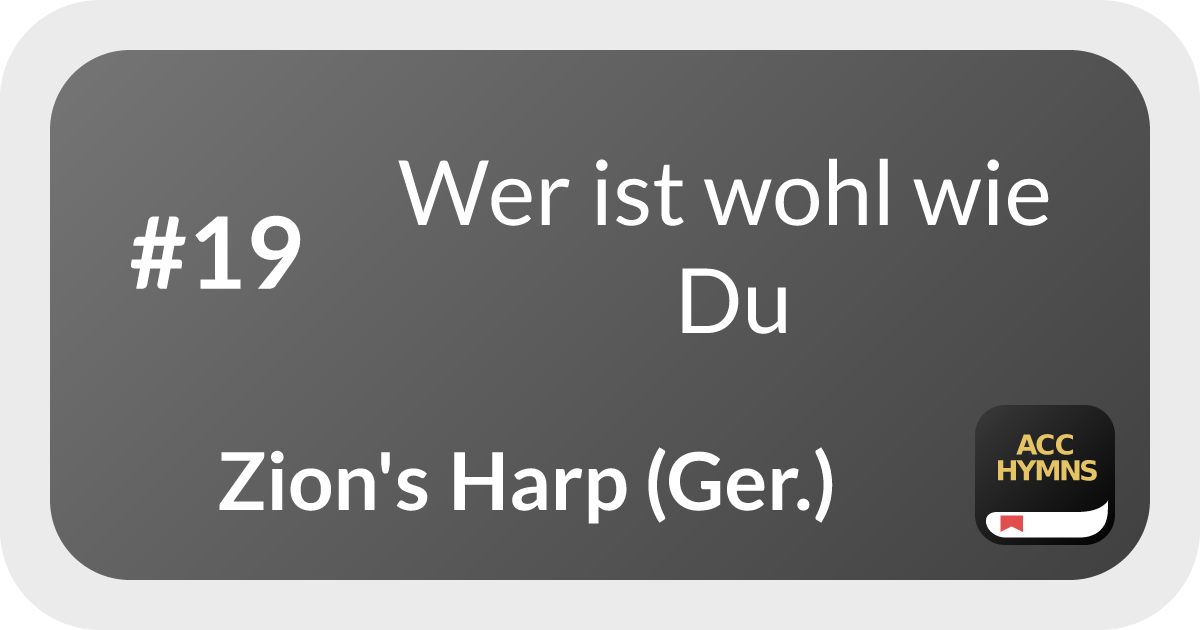 #19
Wer ist wohl wie
Du
Zion's Harp (Ger.)
ACC
HYMNS